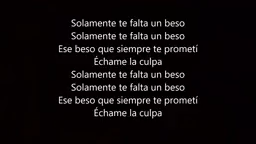 Solamente te falta un beso
Solamente te falta un beso
Ese beso que siempre te prometí
Échame la culpa
Solamente te falta un beso
Solamente te falta un beso
Ese beso que siempre te prometí
Échame la culpa